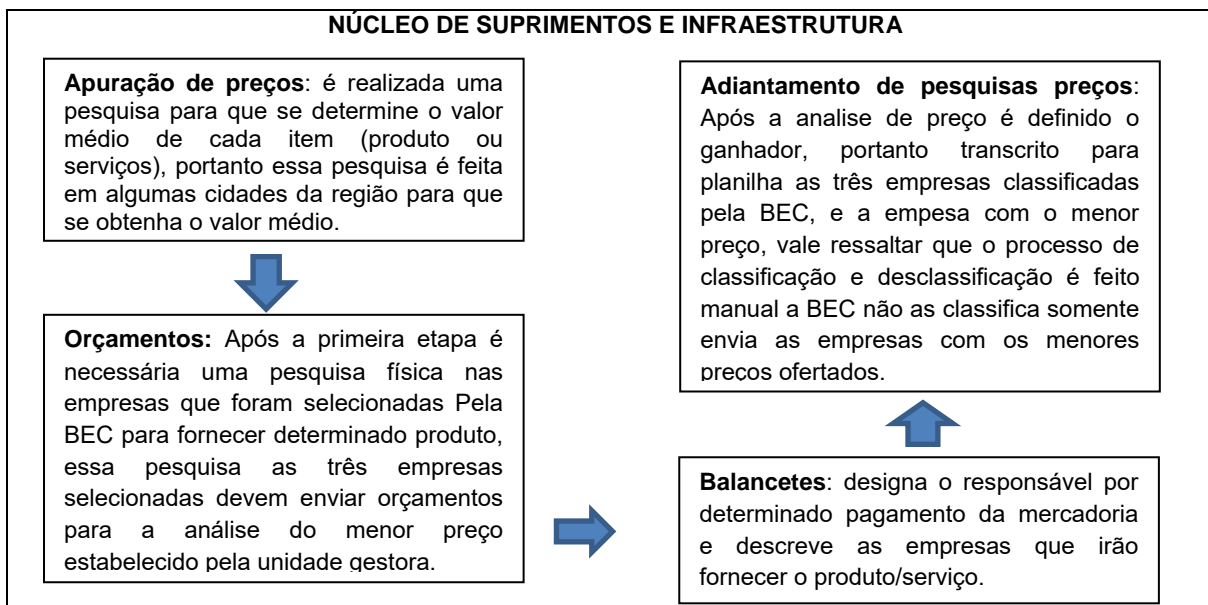 NÚCLEO DE SUPRIMENTOS E INFRAESTRUTURA
Apuração de preços: é realizada uma
pesquisa para que se determine o valor
médio de cada item (produto ou
serviços), portanto essa pesquisa é feita
em algumas cidades da região para que
se obtenha o valor médio.
Orçamentos: Após a primeira etapa é
necessária uma pesquisa física nas
empresas que foram selecionadas Pela
BEC para fornecer determinado produto,
essa pesquisa as três empresas
selecionadas devem enviar orçamentos
para a análise do menor preço
estabelecido pela unidade gestora.
Balancetes: designa o responsável por
determinado pagamento da mercadoria
e descreve as empresas que irão
fornecer o produto/serviço.
Adiantamento de pesquisas preços:
Após a analise de preço é definido o
ganhador, portanto transcrito para
planilha as três empresas classificadas
pela BEC, e a empesa com o menor
preço, vale ressaltar que o processo de
classificação e desclassificação é feito
manual a BEC não as classifica somente
envia as empresas com os menores
preços ofertados.